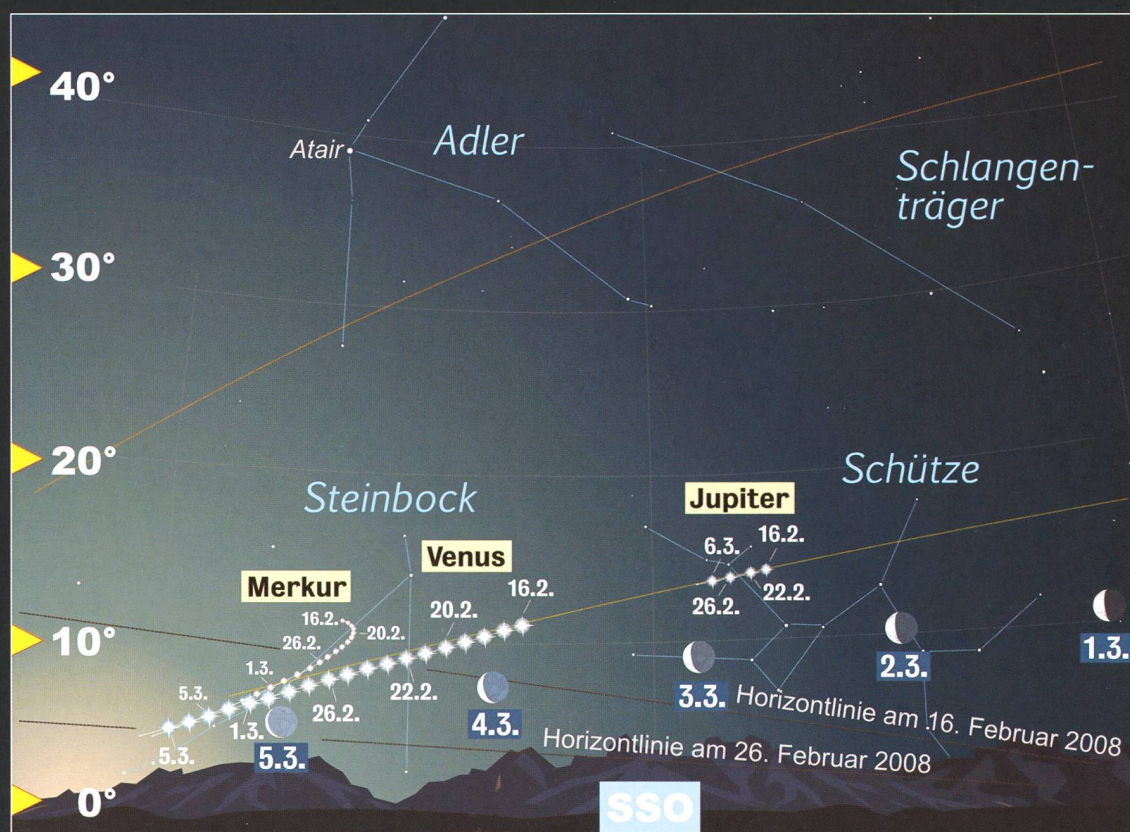 40°
Atair
Adler
Schlangen-
träger
30°
20°
Schütze
Steinbock
Jupiter
Venus
6.3.
16.2.
Merkur
26.2.
22.2.
16.2.
20.2.
16.2.
20.2.
10°
26.2.
1.3.
5.3.
1.3.
2.3.
3.3.
22.2.
26.2.
4.3.
1.3.
5.3.
5.3.
Horizontlinie am 16. Februar 2008
Horizontlinie am 26. Februar 2008
0°
SSO